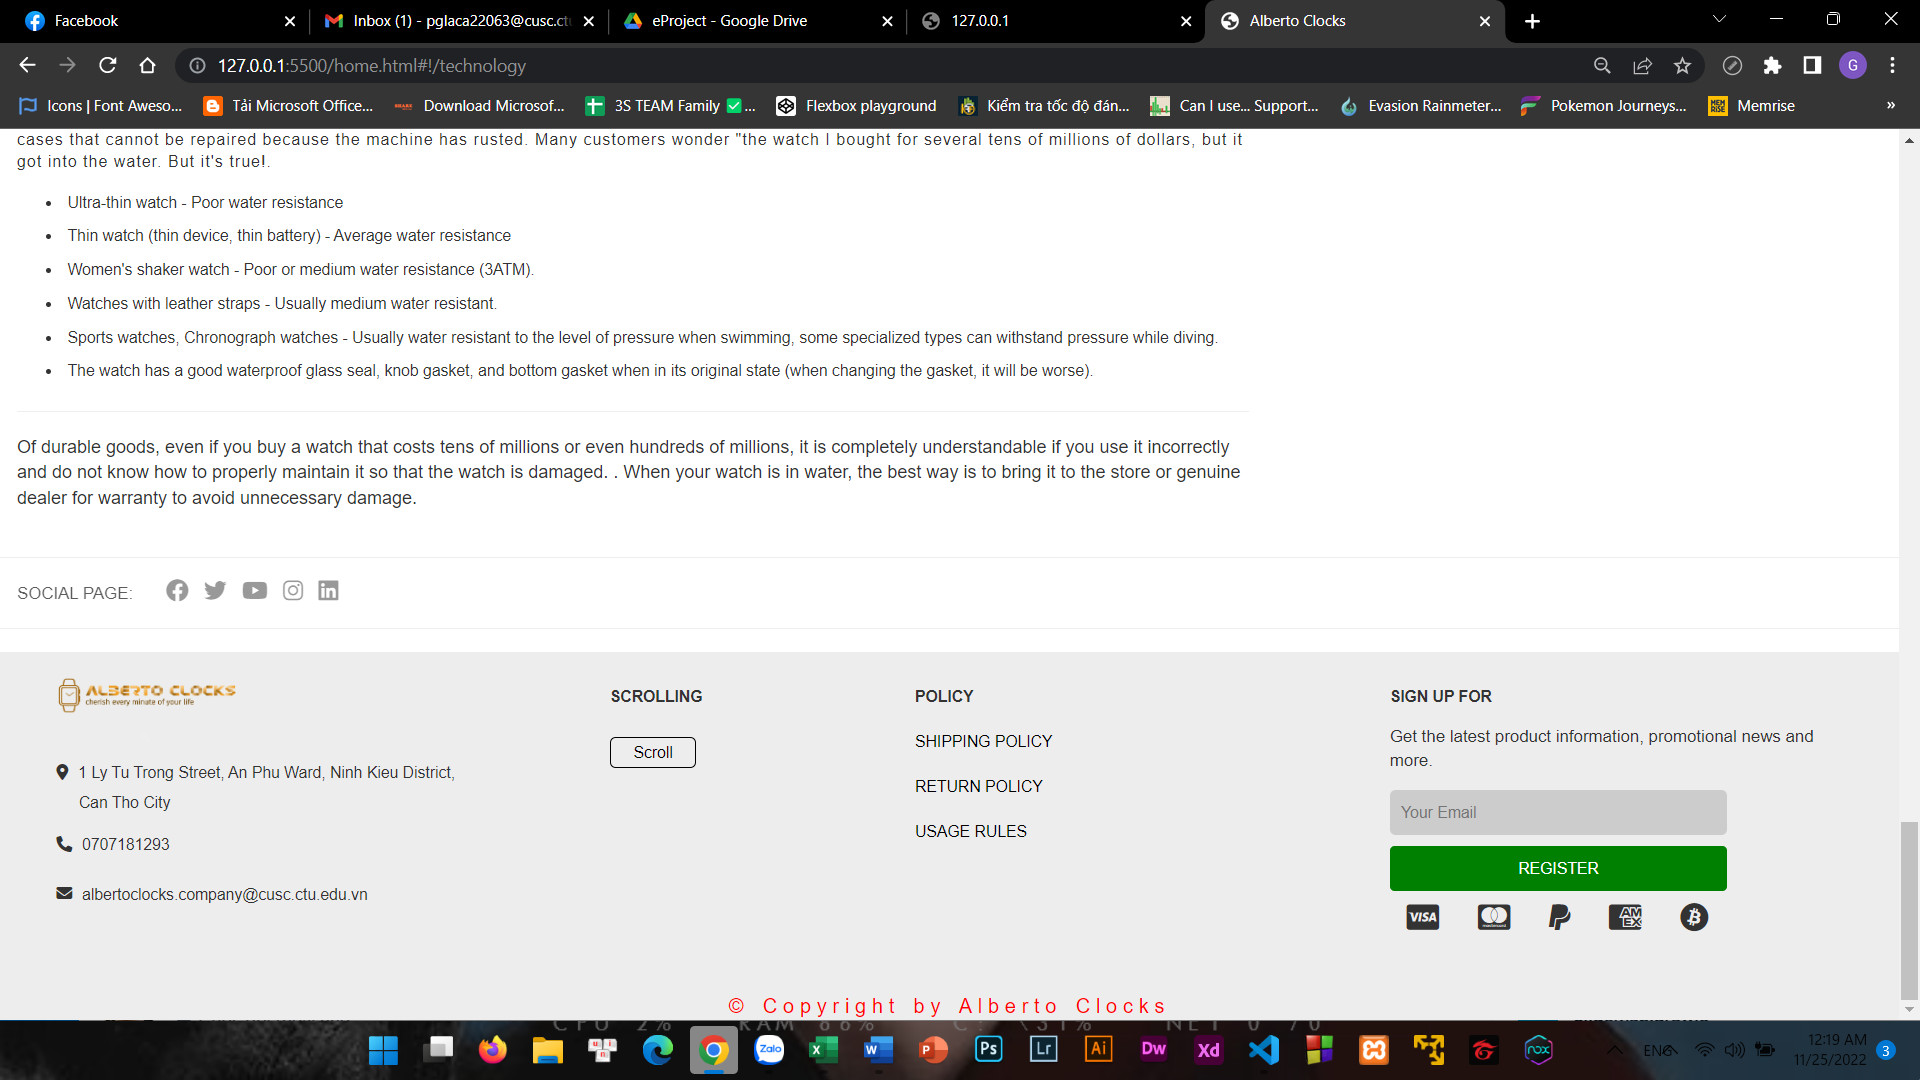 Facebook
Inbox (1) - pglaca22063@cusc.ct
eProject - Google Drive
127.0.0.1
Alberto Clocks
127.0.0.1:5500/home.html#!/technology
G
Icons | Font Aweso...
Tải Microsoft Office...
Download Microsof...
3S TEAM Family ✅ ...
Flexbox playground
Kiểm tra tốc độ đán...
Can I use... Support...
Evasion Rainmeter...
Pokemon Journeys...
Memrise
»
cases that cannot be repaired because the machine has rusted. Many customers wonder "the watch I bought for several tens of millions of dollars, but it
got into the water. But it's true!.
• Ultra-thin watch - Poor water resistance
• Thin watch (thin device, thin battery) - Average water resistance
• Women's shaker watch - Poor or medium water resistance (3ATM).
• Watches with leather straps - Usually medium water resistant.
• Sports watches, Chronograph watches - Usually water resistant to the level of pressure when swimming, some specialized types can withstand pressure while diving.
• The watch has a good waterproof glass seal, knob gasket, and bottom gasket when in its original state (when changing the gasket, it will be worse).
Of durable goods, even if you buy a watch that costs tens of millions or even hundreds of millions, it is completely understandable if you use it incorrectly
and do not know how to properly maintain it so that the watch is damaged. . When your watch is in water, the best way is to bring it to the store or genuine
dealer for warranty to avoid unnecessary damage.
SOCIAL PAGE:
ALBERTO CLOCKS
cherish every minute of your life
1 Ly Tu Trong Street, An Phu Ward, Ninh Kieu District,
Can Tho City
0707181293
albertoclocks.company@cusc.ctu.edu.vn
SCROLLING
Scroll
POLICY
SHIPPING POLICY
RETURN POLICY
USAGE RULES
SIGN UP FOR
Get the latest product information, promotional news and
more.
Your Email
REGISTER
VISA
AM
EX
© Copyright by Alberto Clocks
CPU 2%
RAM 66%
Zalo
Ps
Lr
Ai
Dw
Xd
nox
ENG
12:19 AM
11/25/2022
3